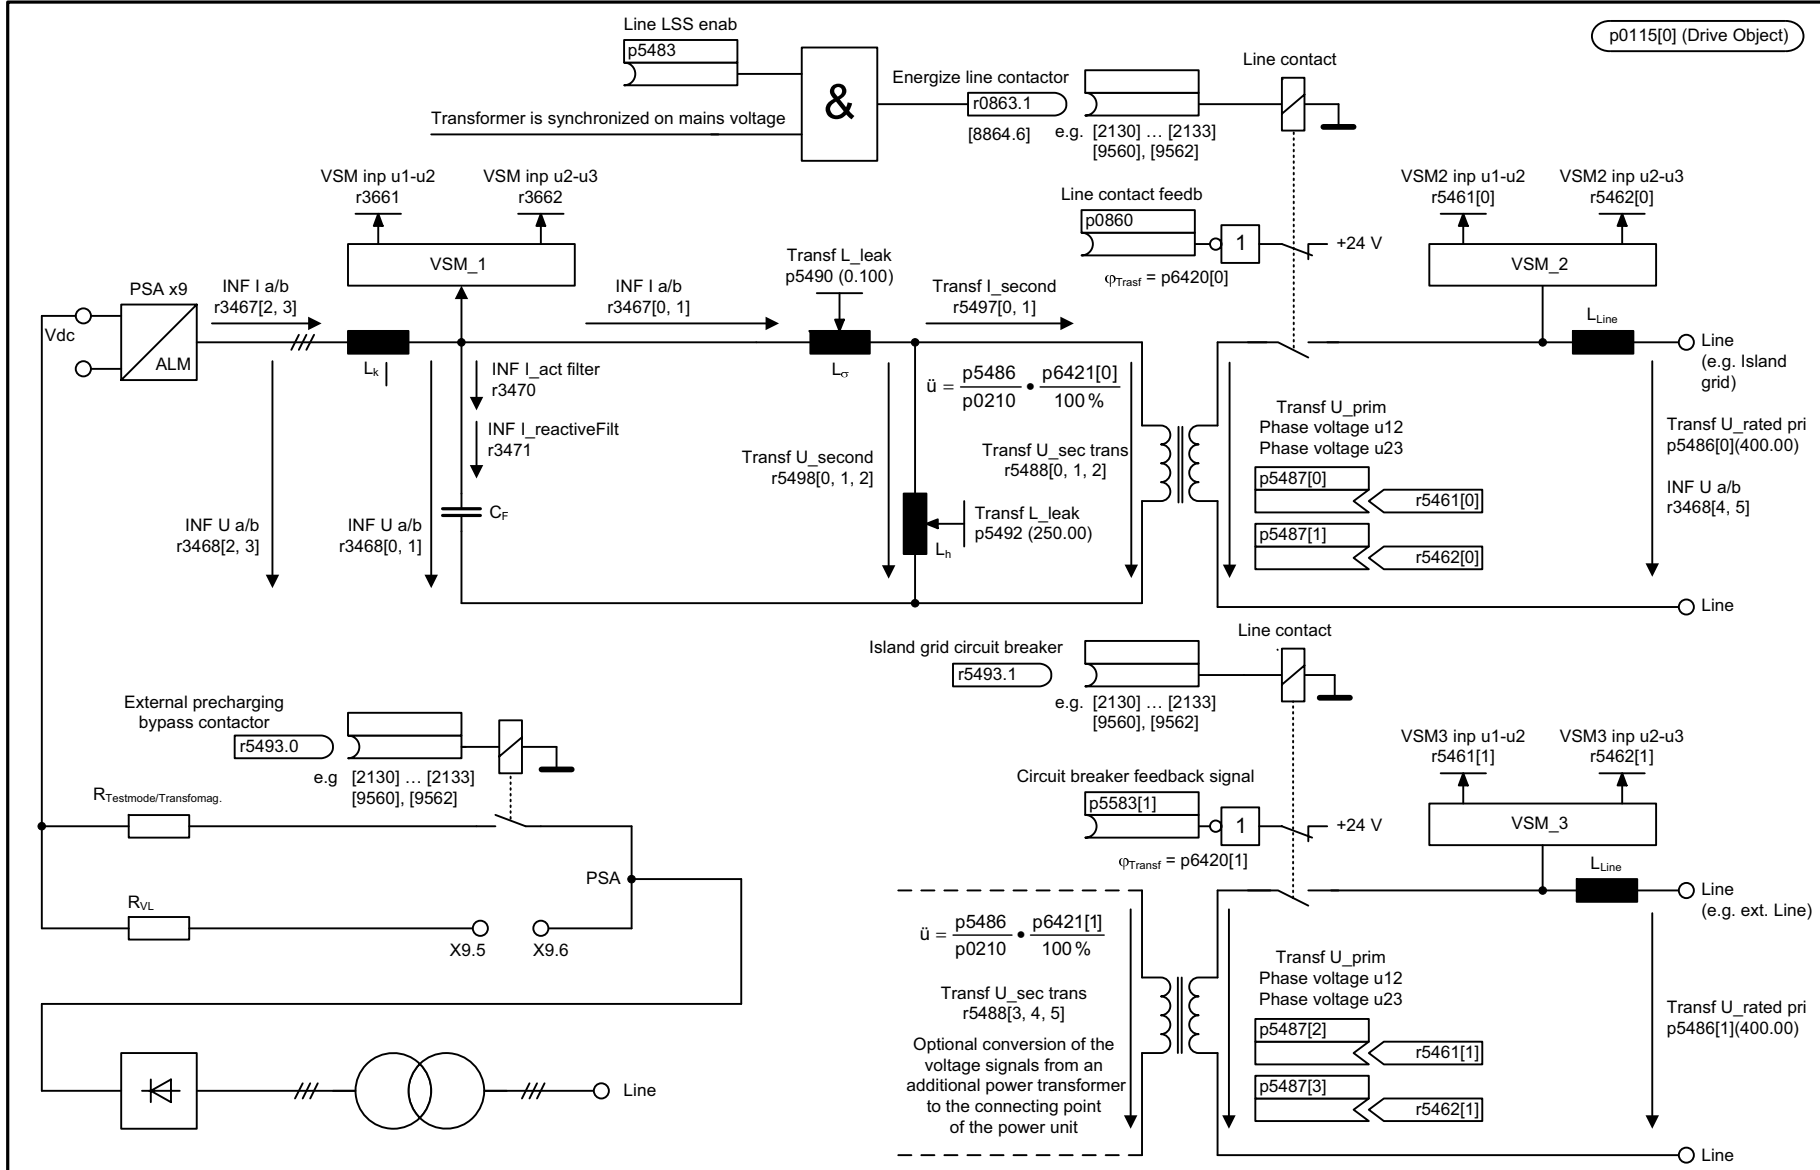 Line LSS enab
p5483
p0115[0] (Drive Object)
&
Energize line contactor
r0863.1
[8864.6]
Transformer is synchronized on mains voltage
e.g. [2130] … [2133]
[9560], [9562]
Line contact
VSM inp u1-u2
r3661
VSM inp u2-u3
r3662
VSM_1
Line contact feedb
p0860
1
+24 V
φTrasf = p6420[0]
VSM2 inp u1-u2
r5461[0]
VSM2 inp u2-u3
r5462[0]
VSM_2
PSA x9
Vdc
ALM
INF I a/b
r3467[2, 3]
INF I a/b
r3467[0, 1]
Transf L_leak
p5490 (0.100)
Transf I_second
r5497[0, 1]
Lk
Lσ
LLine
Line
(e.g. Island
grid)
INF I_act filter
r3470
INF I_reactiveFilt
r3471
ü = p5486 / p0210 • p6421[0] / 100 %
Transf U_second
r5498[0, 1, 2]
Transf U_sec trans
r5488[0, 1, 2]
Transf U_prim
Phase voltage u12
Phase voltage u23
p5487[0]
r5461[0]
p5487[1]
r5462[0]
Transf U_rated pri
p5486[0](400.00)
INF U a/b
r3468[4, 5]
INF U a/b
r3468[2, 3]
INF U a/b
r3468[0, 1]
CF
Transf L_leak
p5492 (250.00)
Lh
Line
Island grid circuit breaker
r5493.1
e.g. [2130] … [2133]
[9560], [9562]
Line contact
External precharging
bypass contactor
r5493.0
e.g [2130] … [2133]
[9560], [9562]
RTestmode/Transfomag.
PSA
RVL
X9.5
X9.6
Line
Circuit breaker feedback signal
p5583[1]
1
+24 V
φTransf = p6420[1]
VSM3 inp u1-u2
r5461[1]
VSM3 inp u2-u3
r5462[1]
VSM_3
LLine
Line
(e.g. ext. Line)
ü = p5486 / p0210 • p6421[1] / 100 %
Transf U_sec trans
r5488[3, 4, 5]
Optional conversion of the
voltage signals from an
additional power transformer
to the connecting point
of the power unit
Transf U_prim
Phase voltage u12
Phase voltage u23
p5487[2]
r5461[1]
p5487[3]
r5462[1]
Transf U_rated pri
p5486[1](400.00)
Line